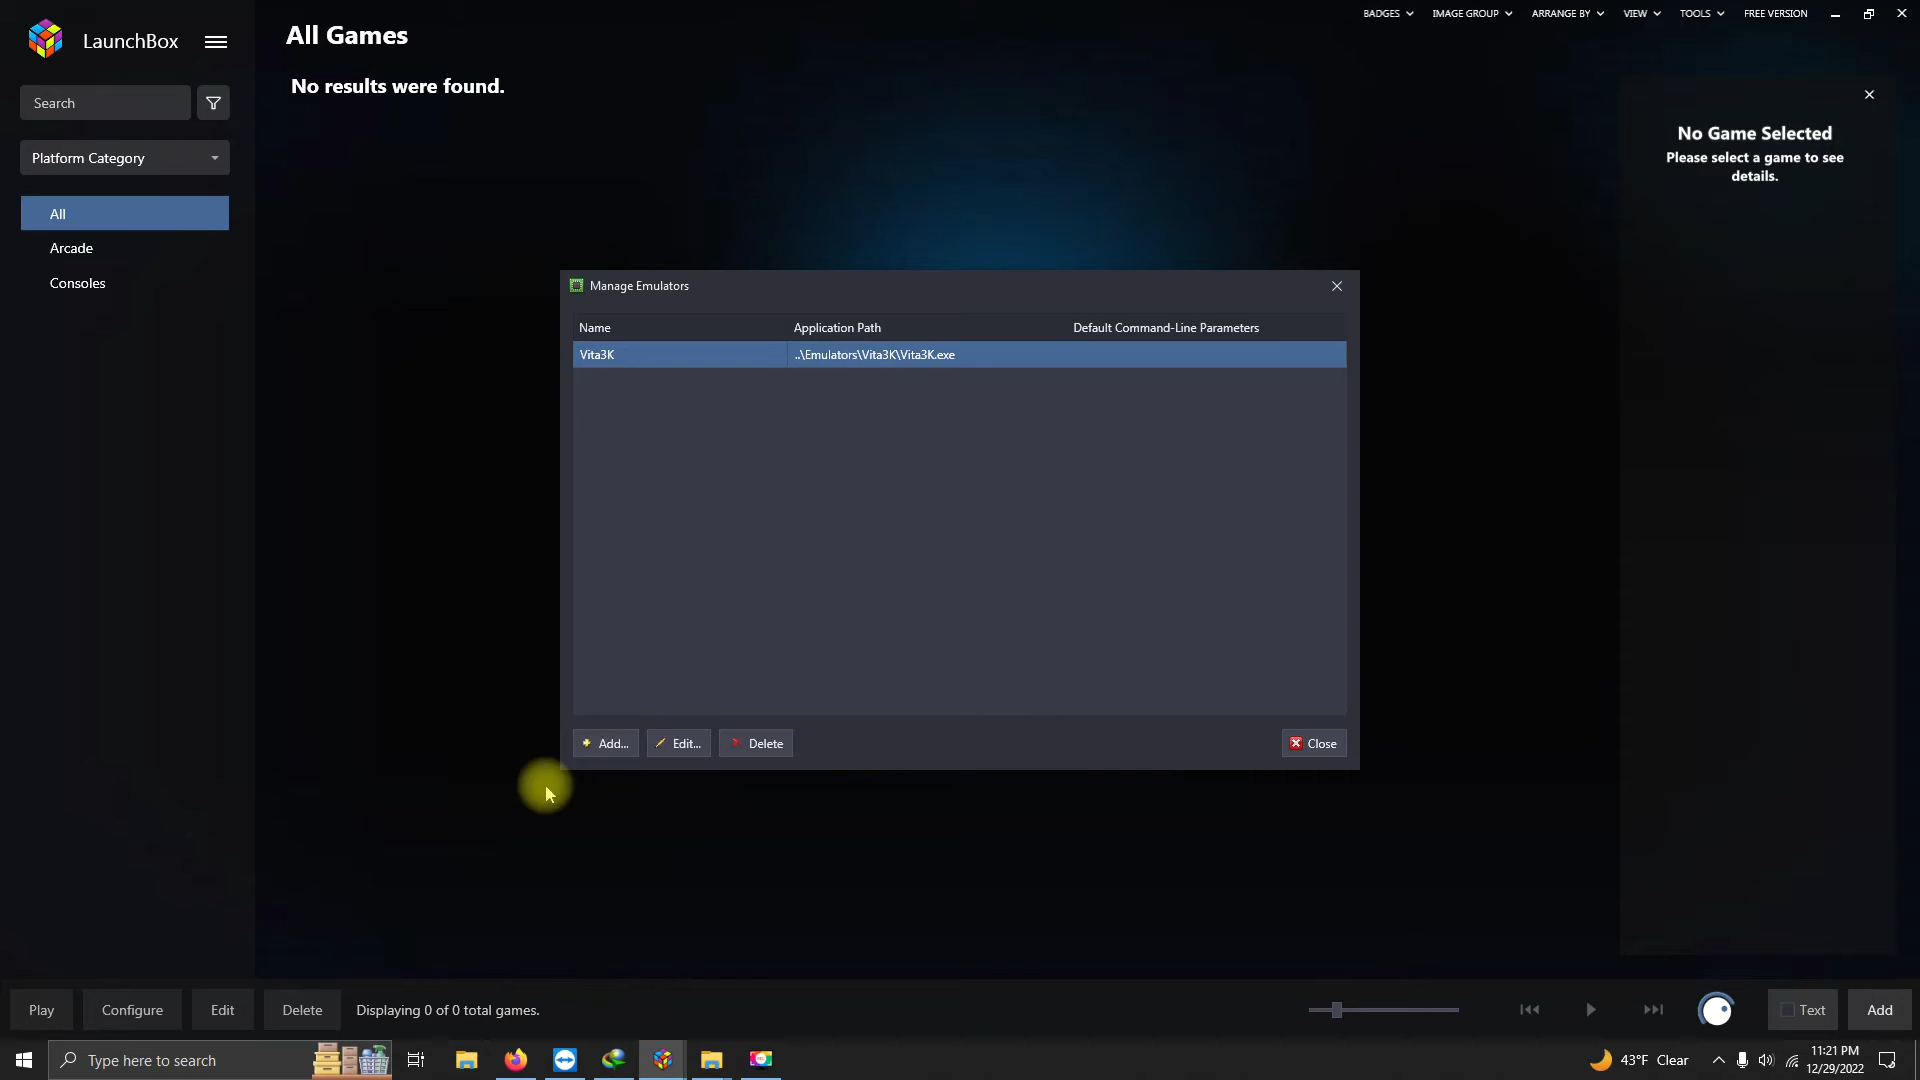 LaunchBox
All Games
BADGES
IMAGE GROUP
ARRANGE BY
VIEW
TOOLS
FREE VERSION
No results were found.
Search
Platform Category
All
Arcade
Consoles
No Game Selected
Please select a game to see
details.
Manage Emulators
Name
Application Path
Default Command-Line Parameters
Vita3K
..\Emulators\Vita3K\Vita3K.exe
Add...
Edit...
Delete
Close
Play
Configure
Edit
Delete
Displaying 0 of 0 total games.
Text
Add
Type here to search
43°F Clear
11:21 PM
12/29/2022